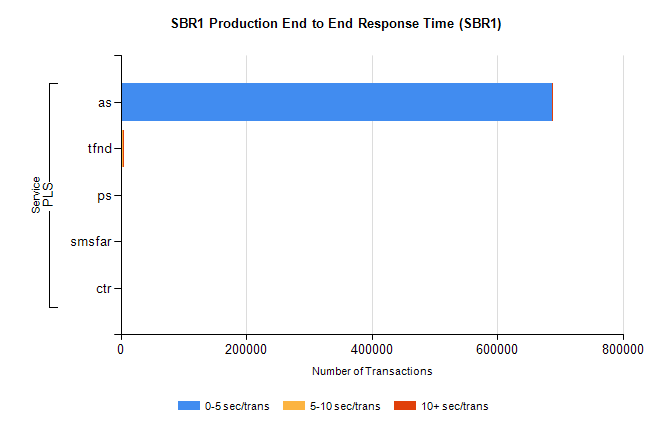 SBR1 Production End to End Response Time (SBR1)
Service
PLS
as
tfnd
ps
smsfar
ctr
0 200000 400000 600000 800000
Number of Transactions
0-5 sec/trans 5-10 sec/trans 10+ sec/trans